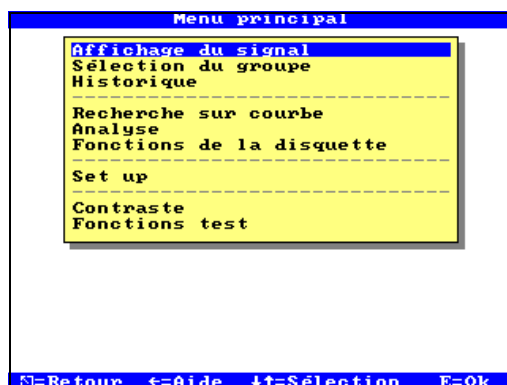 Menu principal
Affichage du signal
Sélection du groupe
Historique
Recherche sur courbe
Analyse
Fonctions de la disquette
Set up
Contraste
Fonctions test
⇖=Retour ←=Aide ↓↑=Sélection E=Ok